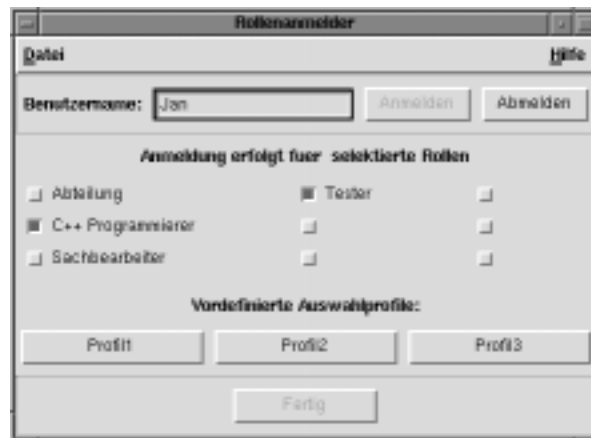 Rollenanmelder
Datei Hilfe
Benutzername: Jan Anmelden Abmelden
Anmeldung erfolgt fuer selektierte Rollen
Abteilung Tester
C++ Programmierer
Sachbearbeiter
Vordefinierte Auswahlprofile:
Profil1 Profil2 Profil3
Fertig